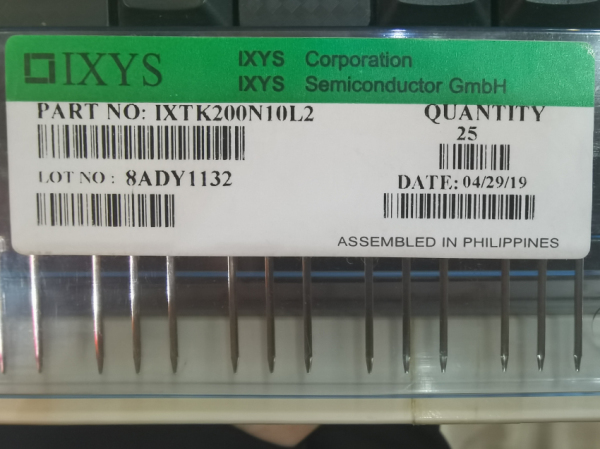 IXYS
IXYS Corporation
IXYS Semiconductor GmbH
PART NO: IXTK200N10L2
QUANTITY
25
LOT NO : 8ADY1132
DATE: 04/29/19
ASSEMBLED IN PHILIPPINES